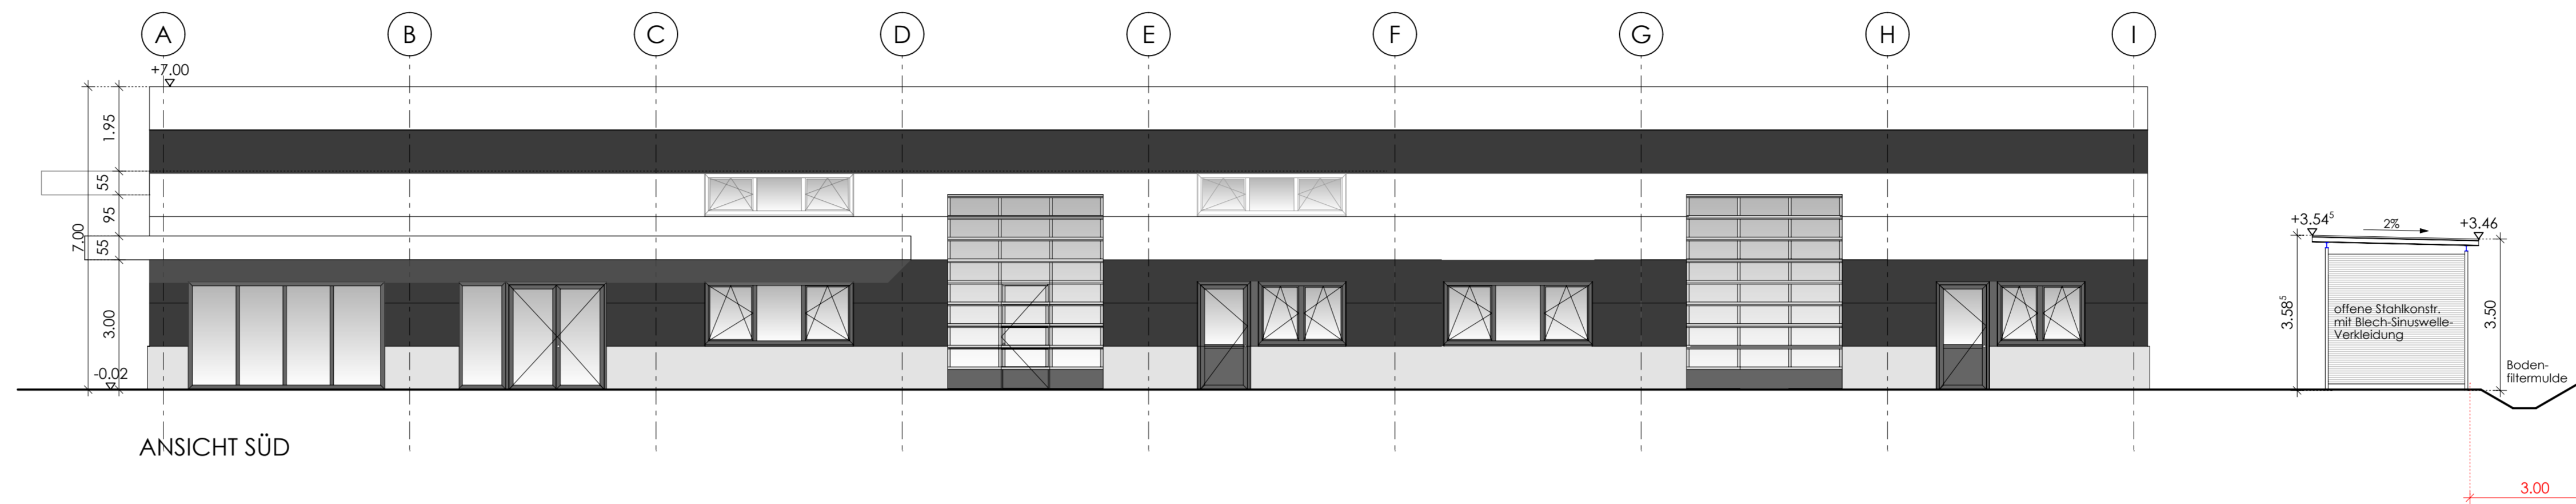 A B C D E F G H I
+7.00
1.95
55
95
7.00
55
3.00
-0.02
+3.54⁵
2%
+3.46
3.58⁵
offene Stahlkonstr.
mit Blech-Sinuswelle-
Verkleidung
3.50
Boden-
filtermulde
ANSICHT SÜD
3.00